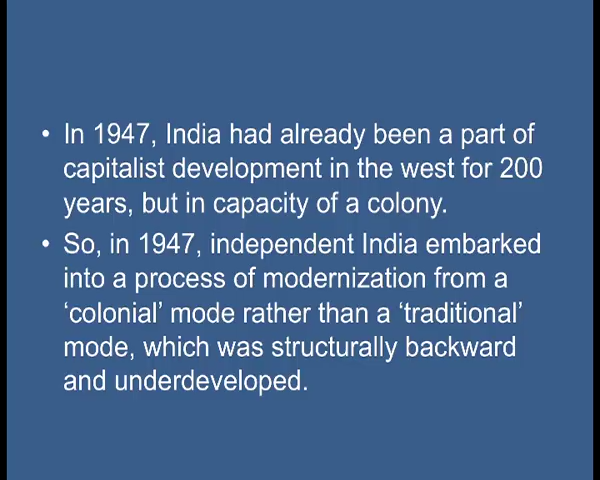 • In 1947, India had already been a part of
capitalist development in the west for 200
years, but in capacity of a colony.
• So, in 1947, independent India embarked
into a process of modernization from a
‘colonial’ mode rather than a ‘traditional’
mode, which was structurally backward
and underdeveloped.